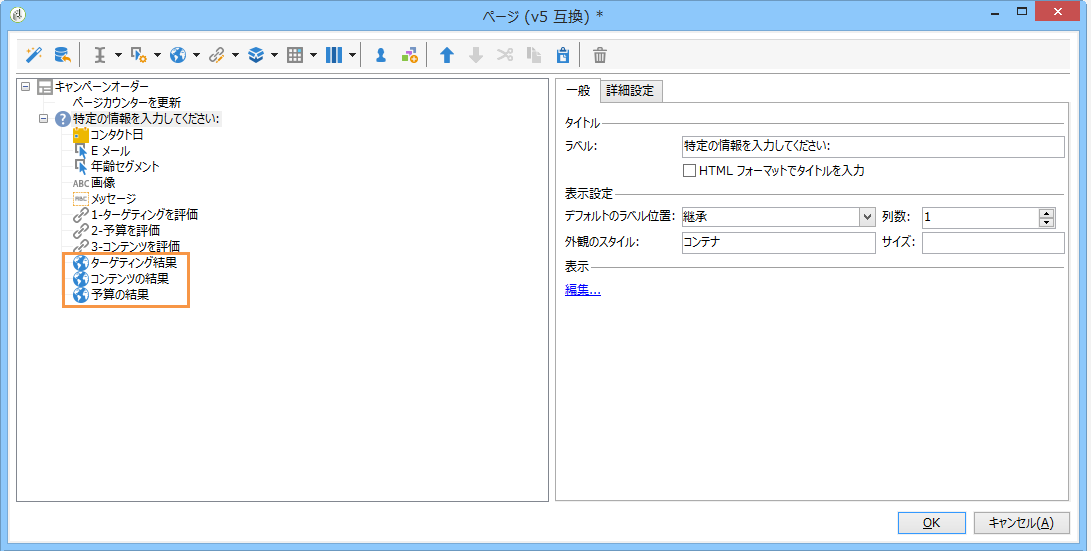 ページ (v5 互換) *
キャンペーンオーダー
ページカウンターを更新
特定の情報を入力してください:
コンタクト日
E メール
年齢セグメント
ABC 画像
ABC メッセージ
1-ターゲティングを評価
2-予算を評価
3-コンテンツを評価
ターゲティング結果
コンテンツの結果
予算の結果
一般 詳細設定
タイトル
ラベル: 特定の情報を入力してください:
HTML フォーマットでタイトルを入力
表示設定
デフォルトのラベル位置: 継承 列数: 1
外観のスタイル: コンテナ サイズ:
表示
編集...
OK キャンセル(A)